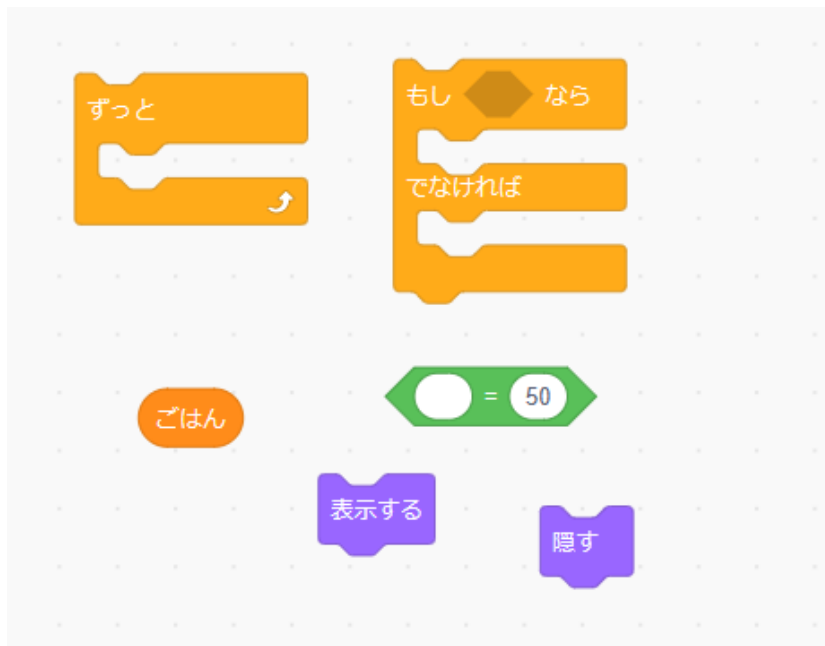 ずっと
もし なら
でなければ
ごはん
= 50
表示する
隠す